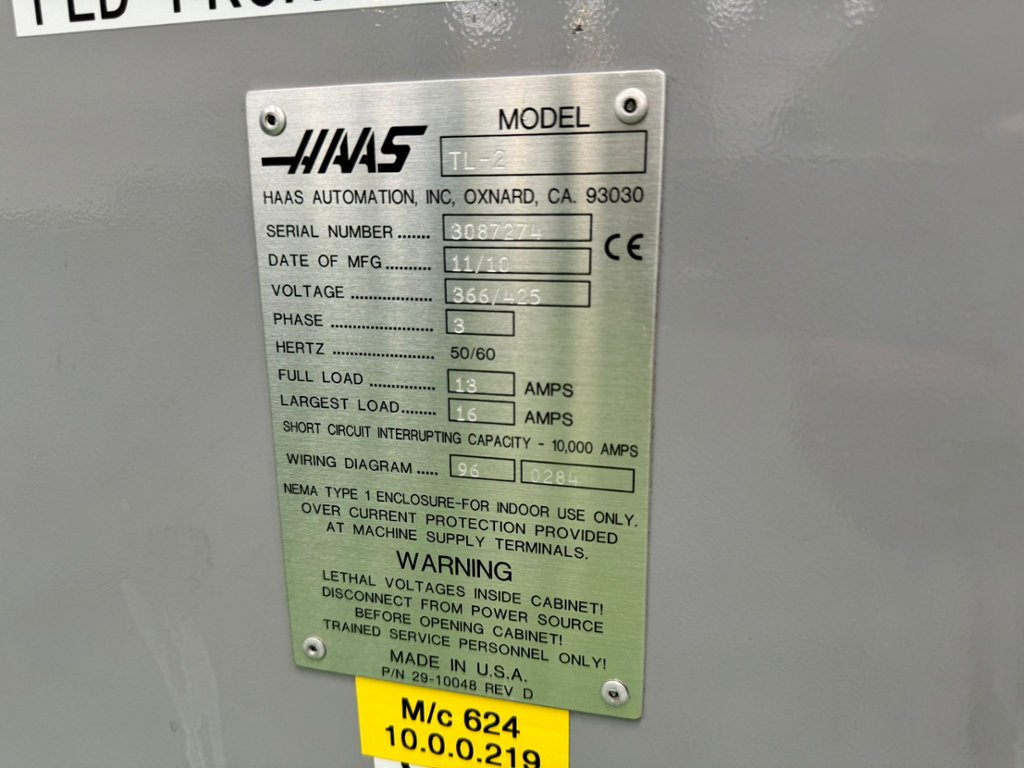 HAAS
MODEL
TL-2
HAAS AUTOMATION, INC, OXNARD, CA. 93030
SERIAL NUMBER ....... 3087274
CE
DATE OF MFG.......... 11/10
VOLTAGE .................. 366/425
PHASE ....................... 3
HERTZ ....................... 50/60
FULL LOAD ............... 13 AMPS
LARGEST LOAD........ 16 AMPS
SHORT CIRCUIT INTERRUPTING CAPACITY - 10,000 AMPS
WIRING DIAGRAM ..... 96 0284
NEMA TYPE 1 ENCLOSURE-FOR INDOOR USE ONLY.
OVER CURRENT PROTECTION PROVIDED
AT MACHINE SUPPLY TERMINALS.
WARNING
LETHAL VOLTAGES INSIDE CABINET!
DISCONNECT FROM POWER SOURCE
BEFORE OPENING CABINET!
TRAINED SERVICE PERSONNEL ONLY!
MADE IN U.S.A.
P/N 29-10048 REV D
M/c 624
10.0.0.219